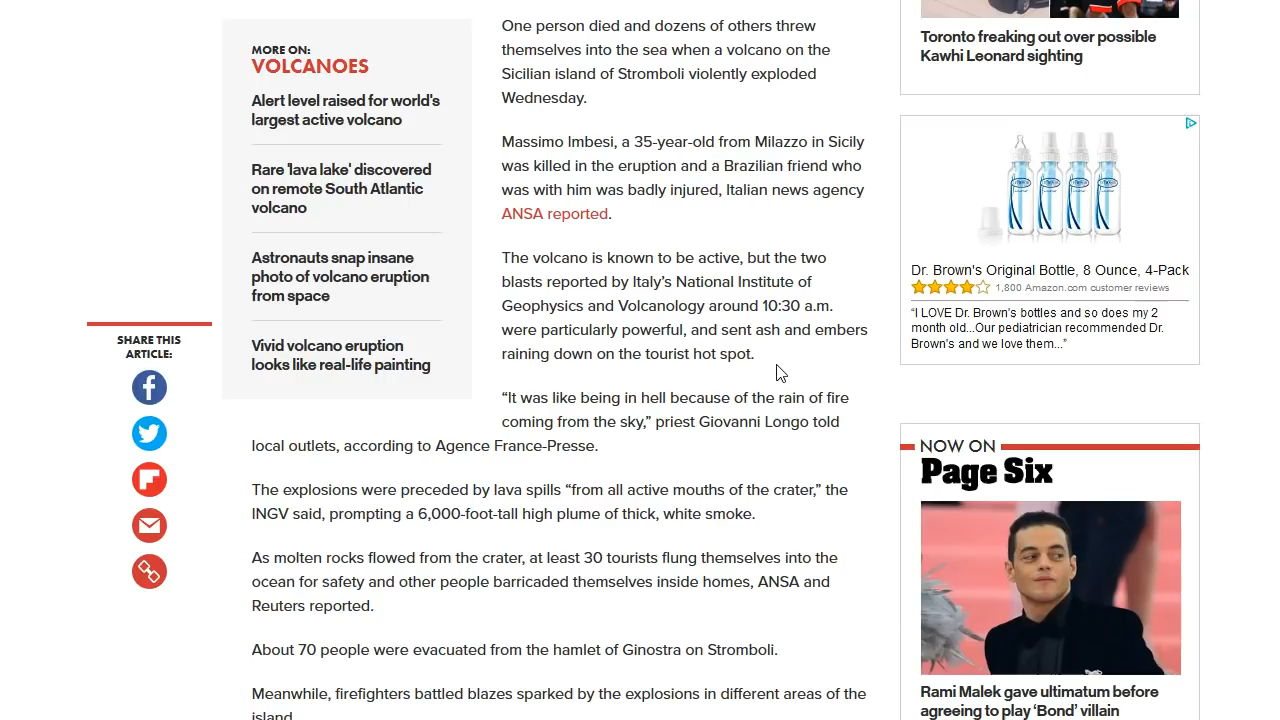 One person died and dozens of others threw
themselves into the sea when a volcano on the
Sicilian island of Stromboli violently exploded
Wednesday.
MORE ON:
VOLCANOES
Alert level raised for world's
largest active volcano
Rare 'lava lake' discovered
on remote South Atlantic
volcano
Astronauts snap insane
photo of volcano eruption
from space
Vivid volcano eruption
looks like real-life painting
Massimo Imbesi, a 35-year-old from Milazzo in Sicily
was killed in the eruption and a Brazilian friend who
was with him was badly injured, Italian news agency
ANSA reported.
The volcano is known to be active, but the two
blasts reported by Italy’s National Institute of
Geophysics and Volcanology around 10:30 a.m.
were particularly powerful, and sent ash and embers
raining down on the tourist hot spot.
“It was like being in hell because of the rain of fire
coming from the sky,” priest Giovanni Longo told
local outlets, according to Agence France-Presse.
The explosions were preceded by lava spills “from all active mouths of the crater,” the
INGV said, prompting a 6,000-foot-tall high plume of thick, white smoke.
As molten rocks flowed from the crater, at least 30 tourists flung themselves into the
ocean for safety and other people barricaded themselves inside homes, ANSA and
Reuters reported.
About 70 people were evacuated from the hamlet of Ginostra on Stromboli.
Meanwhile, firefighters battled blazes sparked by the explosions in different areas of the
island.
SHARE THIS
ARTICLE:
Toronto freaking out over possible
Kawhi Leonard sighting
Dr. Brown's Original Bottle, 8 Ounce, 4-Pack
1,800 Amazon.com customer reviews
“I LOVE Dr. Brown's bottles and so does my 2
month old...Our pediatrician recommended Dr.
Brown's and we love them...”
NOW ON
Page Six
Rami Malek gave ultimatum before
agreeing to play ‘Bond’ villain